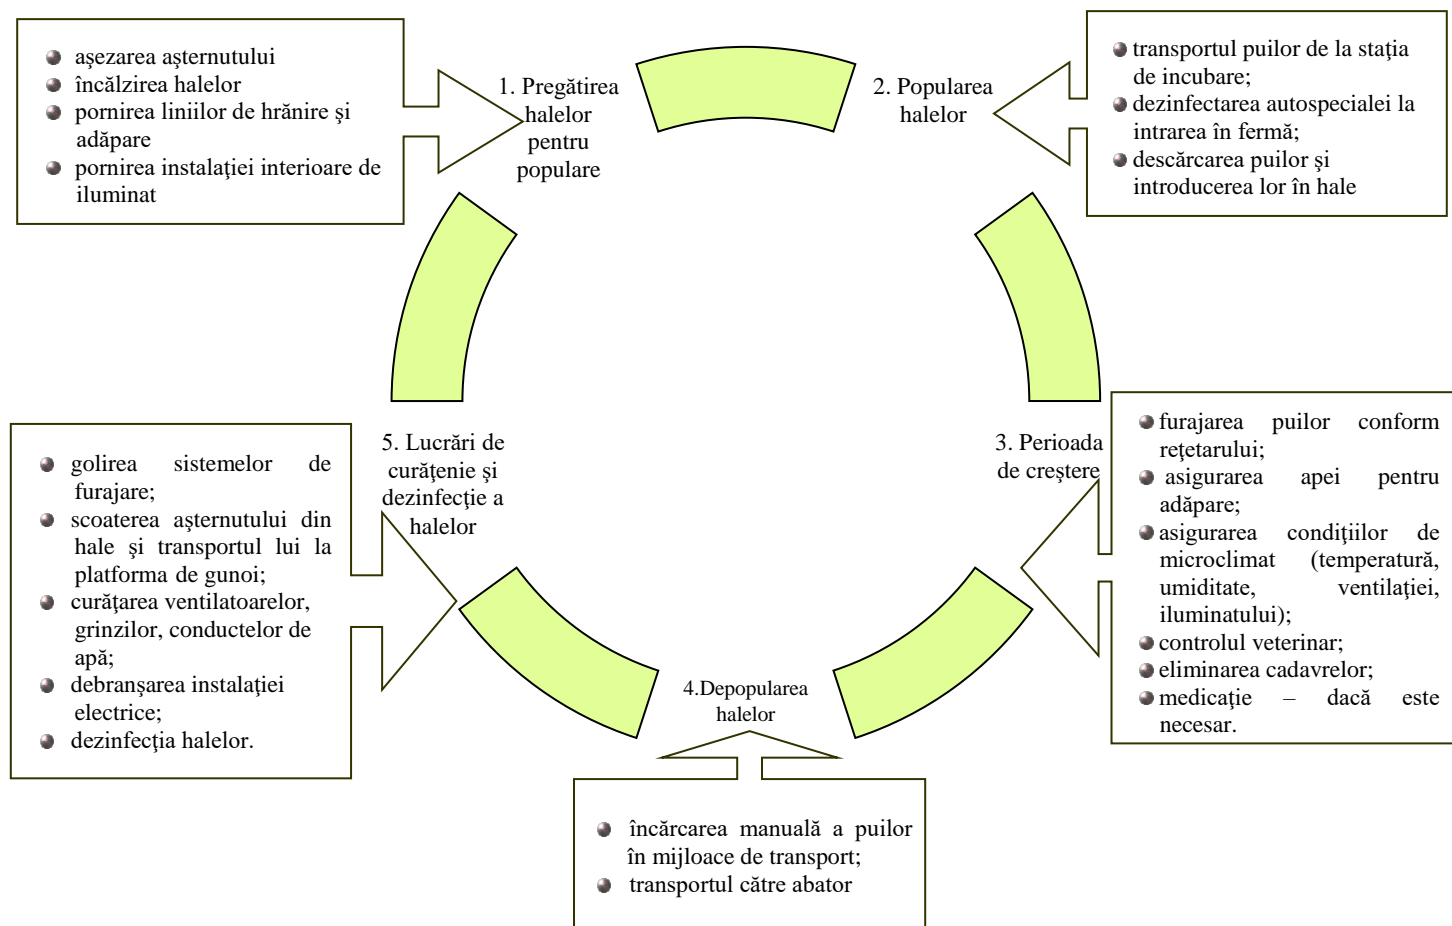 aşezarea aşternutului
încălzirea halelor
pornirea liniilor de hrănire şi
adăpare
pornirea instalaţiei interioare de
iluminat
1. Pregătirea
halelor
pentru
populare
2. Popularea
halelor
transportul puilor de la staţia
de incubare;
dezinfectarea autospecialei la
intrarea în fermă;
descărcarea puilor şi
introducerea lor în hale
3. Perioada
de creştere
furajarea puilor conform
reţetarului;
asigurarea apei pentru
adăpare;
asigurarea condiţiilor de
microclimat (temperatură,
umiditate, ventilaţiei,
iluminatului);
controlul veterinar;
eliminarea cadavrelor;
medicaţie – dacă este
necesar.
4.Depopularea
halelor
încărcarea manuală a puilor
în mijloace de transport;
transportul către abator
5. Lucrări de
curăţenie şi
dezinfecţie a
halelor
golirea sistemelor de
furajare;
scoaterea aşternutului din
hale şi transportul lui la
platforma de gunoi;
curăţarea ventilatoarelor,
grinzilor, conductelor de
apă;
debranşarea instalaţiei
electrice;
dezinfecţia halelor.